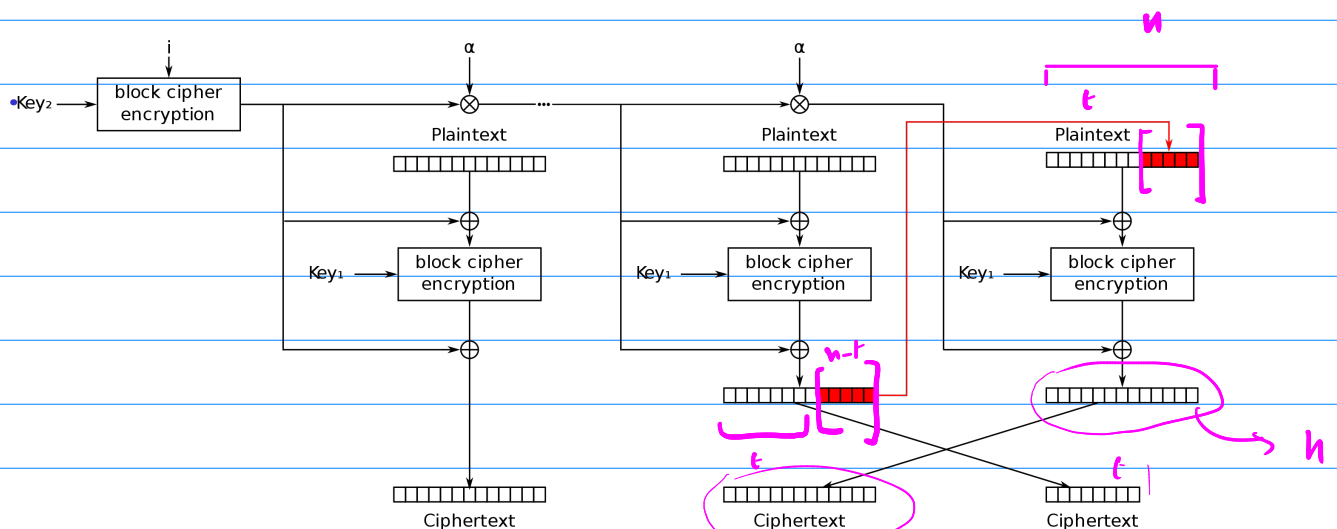 n
i
α
α
Key₂
block cipher
encryption
t
Plaintext
Plaintext
Plaintext
Key₁
block cipher
encryption
Key₁
block cipher
encryption
Key₁
block cipher
encryption
n-t
n
t
t
Ciphertext
Ciphertext
Ciphertext